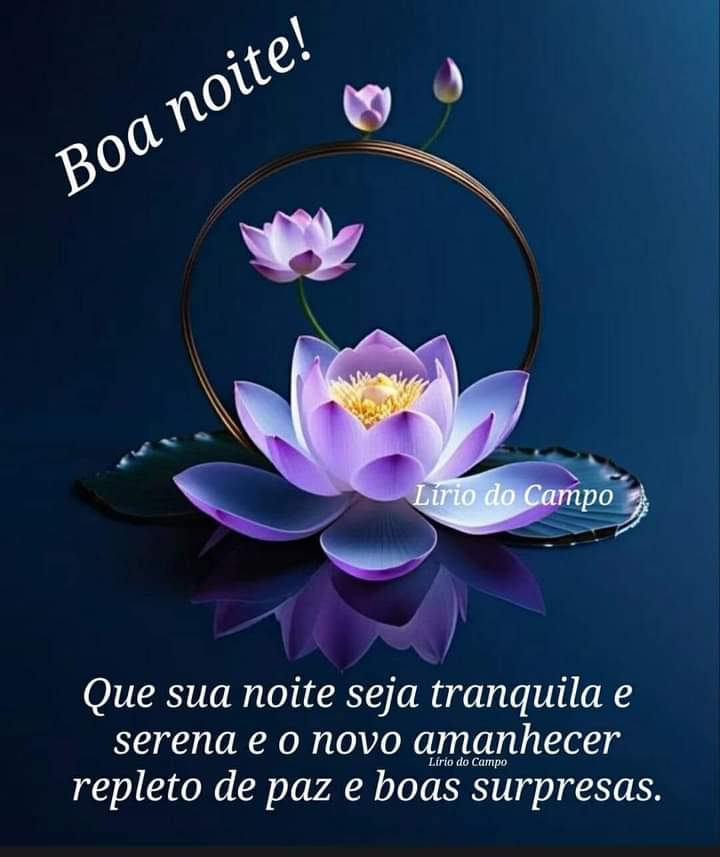 Boa noite!
Lírio do Campo
Que sua noite seja tranquila e
serena e o novo amanhecer
Lírio do Campo
repleto de paz e boas surpresas.